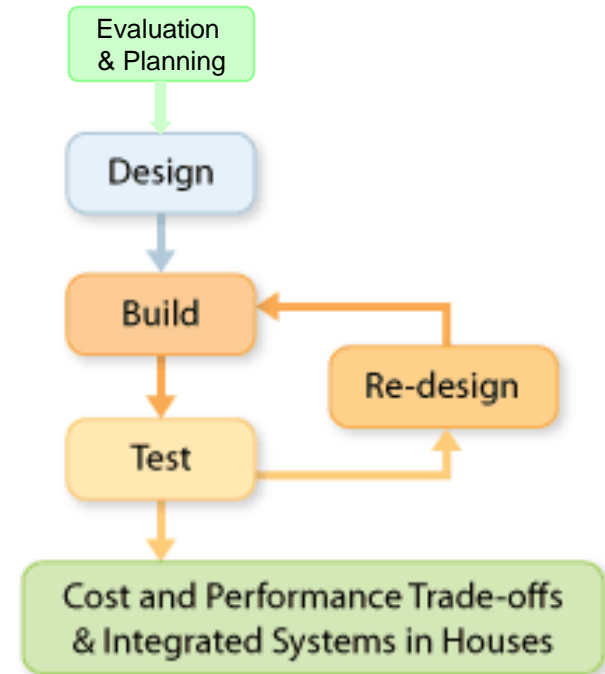 Evaluation
& Planning
Design
Build
Re-design
Test
Cost and Performance Trade-offs
& Integrated Systems in Houses